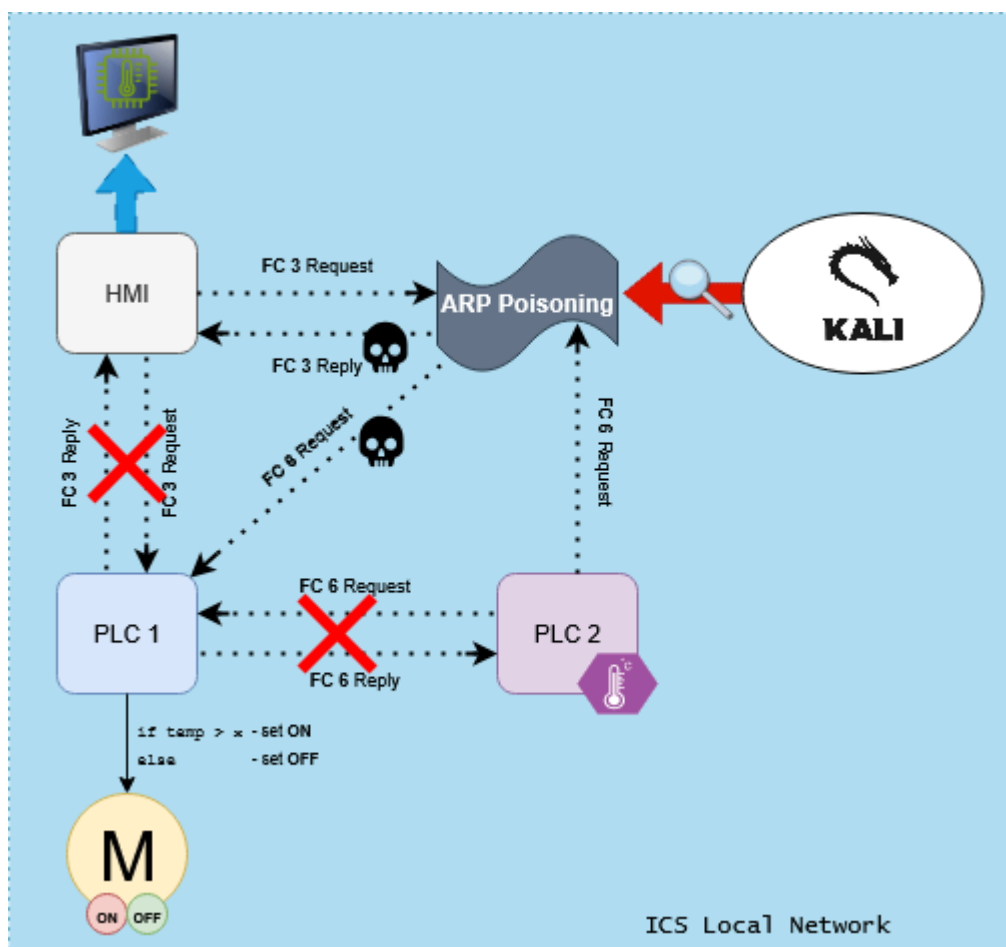 HMI
FC 3 Request
ARP Poisoning
KALI
FC 3 Reply
FC 3 Reply
FC 3 Request
FC 6 Request
FC 6 Request
PLC 1
FC 6 Request
FC 6 Reply
PLC 2
°C
if temp > x - set ON
else - set OFF
M
ON OFF
ICS Local Network